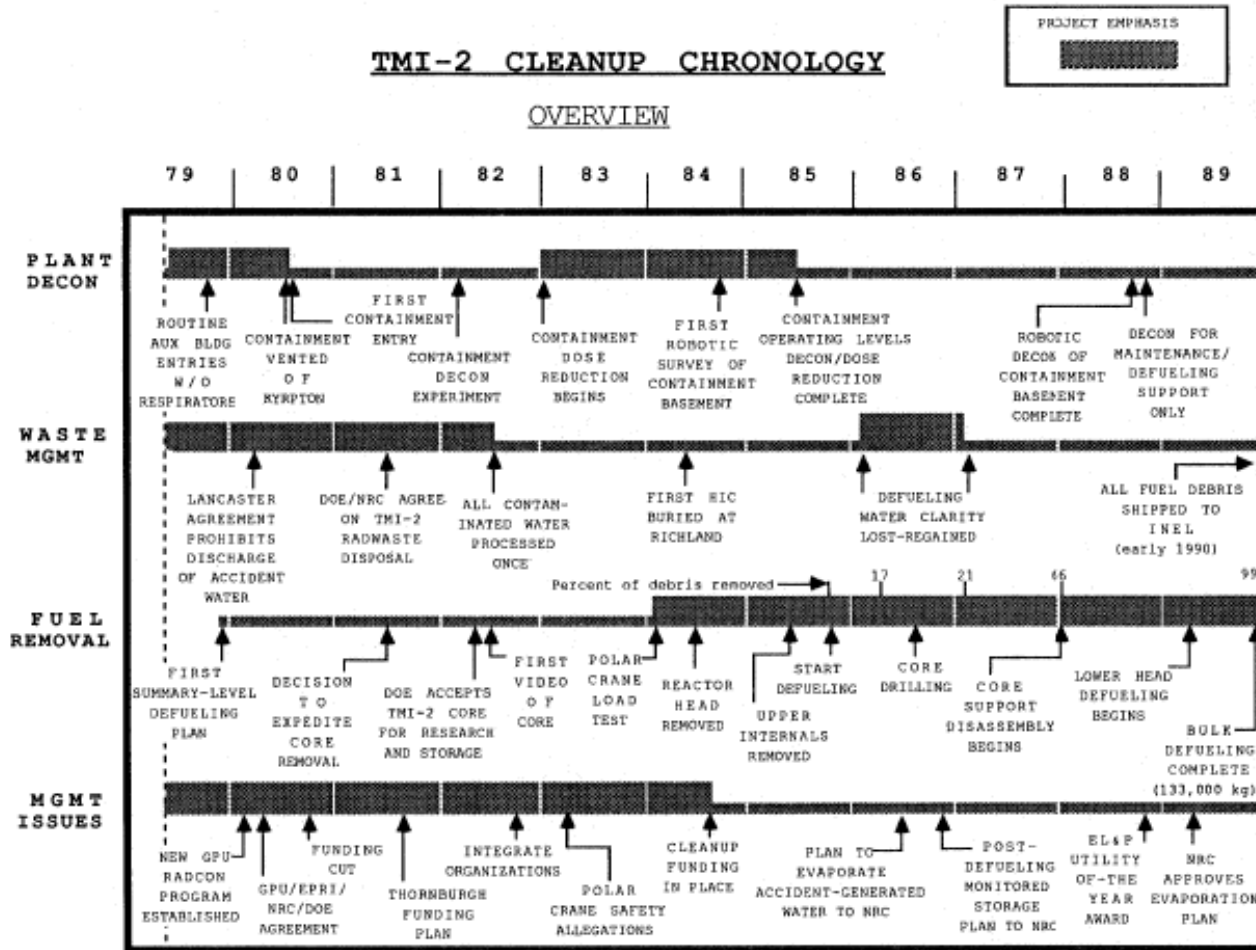 PROJECT EMPHASIS
TMI-2 CLEANUP CHRONOLOGY
OVERVIEW
79 80 81 82 83 84 85 86 87 88 89
PLANT
DECON
ROUTINE
AUX BLDG
ENTRIES
W/O
RESPIRATORS
CONTAINMENT
VENTED
OF
KYRPTON
FIRST
CONTAINMENT
ENTRY
CONTAINMENT
DECON
EXPERIMENT
CONTAINMENT
DOSE
REDUCTION
BEGINS
FIRST
ROBOTIC
SURVEY OF
CONTAINMENT
BASEMENT
CONTAINMENT
OPERATING LEVELS
DECON/DOSE
REDUCTION
COMPLETE
ROBOTIC
DECON OF
CONTAINMENT
BASEMENT
COMPLETE
DECON FOR
MAINTENANCE/
DEFUELING
SUPPORT
ONLY
WASTE
MGMT
LANCASTER
AGREEMENT
PROHIBITS
DISCHARGE
OF ACCIDENT
WATER
DOE/NRC AGREE
ON TMI-2
RADWASTE
DISPOSAL
ALL CONTAM-
INATED WATER
PROCESSED
ONCE
FIRST HIC
BURIED AT
RICHLAND
DEFUELING
WATER CLARITY
LOST-REGAINED
ALL FUEL DEBRIS
SHIPPED TO
INEL
(early 1990)
Percent of debris removed
17 21 66 99
FUEL
REMOVAL
FIRST
SUMMARY-LEVEL
DEFUELING
PLAN
DECISION
TO
EXPEDITE
CORE
REMOVAL
DOE ACCEPTS
TMI-2 CORE
FOR RESEARCH
AND STORAGE
FIRST
VIDEO
OF
CORE
POLAR
CRANE
LOAD
TEST
REACTOR
HEAD
REMOVED
UPPER
INTERNALS
REMOVED
START
DEFUELING
CORE
DRILLING
CORE
SUPPORT
DISASSEMBLY
BEGINS
LOWER HEAD
DEFUELING
BEGINS
BULK
DEFUELING
COMPLETE
(133,000 kg)
MGMT
ISSUES
NEW GPU
RADCON
PROGRAM
ESTABLISHED
GPU/EPRI/
NRC/DOE
AGREEMENT
FUNDING
CUT
THORNBURGH
FUNDING
PLAN
INTEGRATE
ORGANIZATIONS
POLAR
CRANE SAFETY
ALLEGATIONS
CLEANUP
FUNDING
IN PLACE
PLAN TO
EVAPORATE
ACCIDENT-GENERATED
WATER TO NRC
POST-
DEFUELING
MONITORED
STORAGE
PLAN TO NRC
EL&P
UTILITY
OF-THE
YEAR
AWARD
NRC
APPROVES
EVAPORATION
PLAN